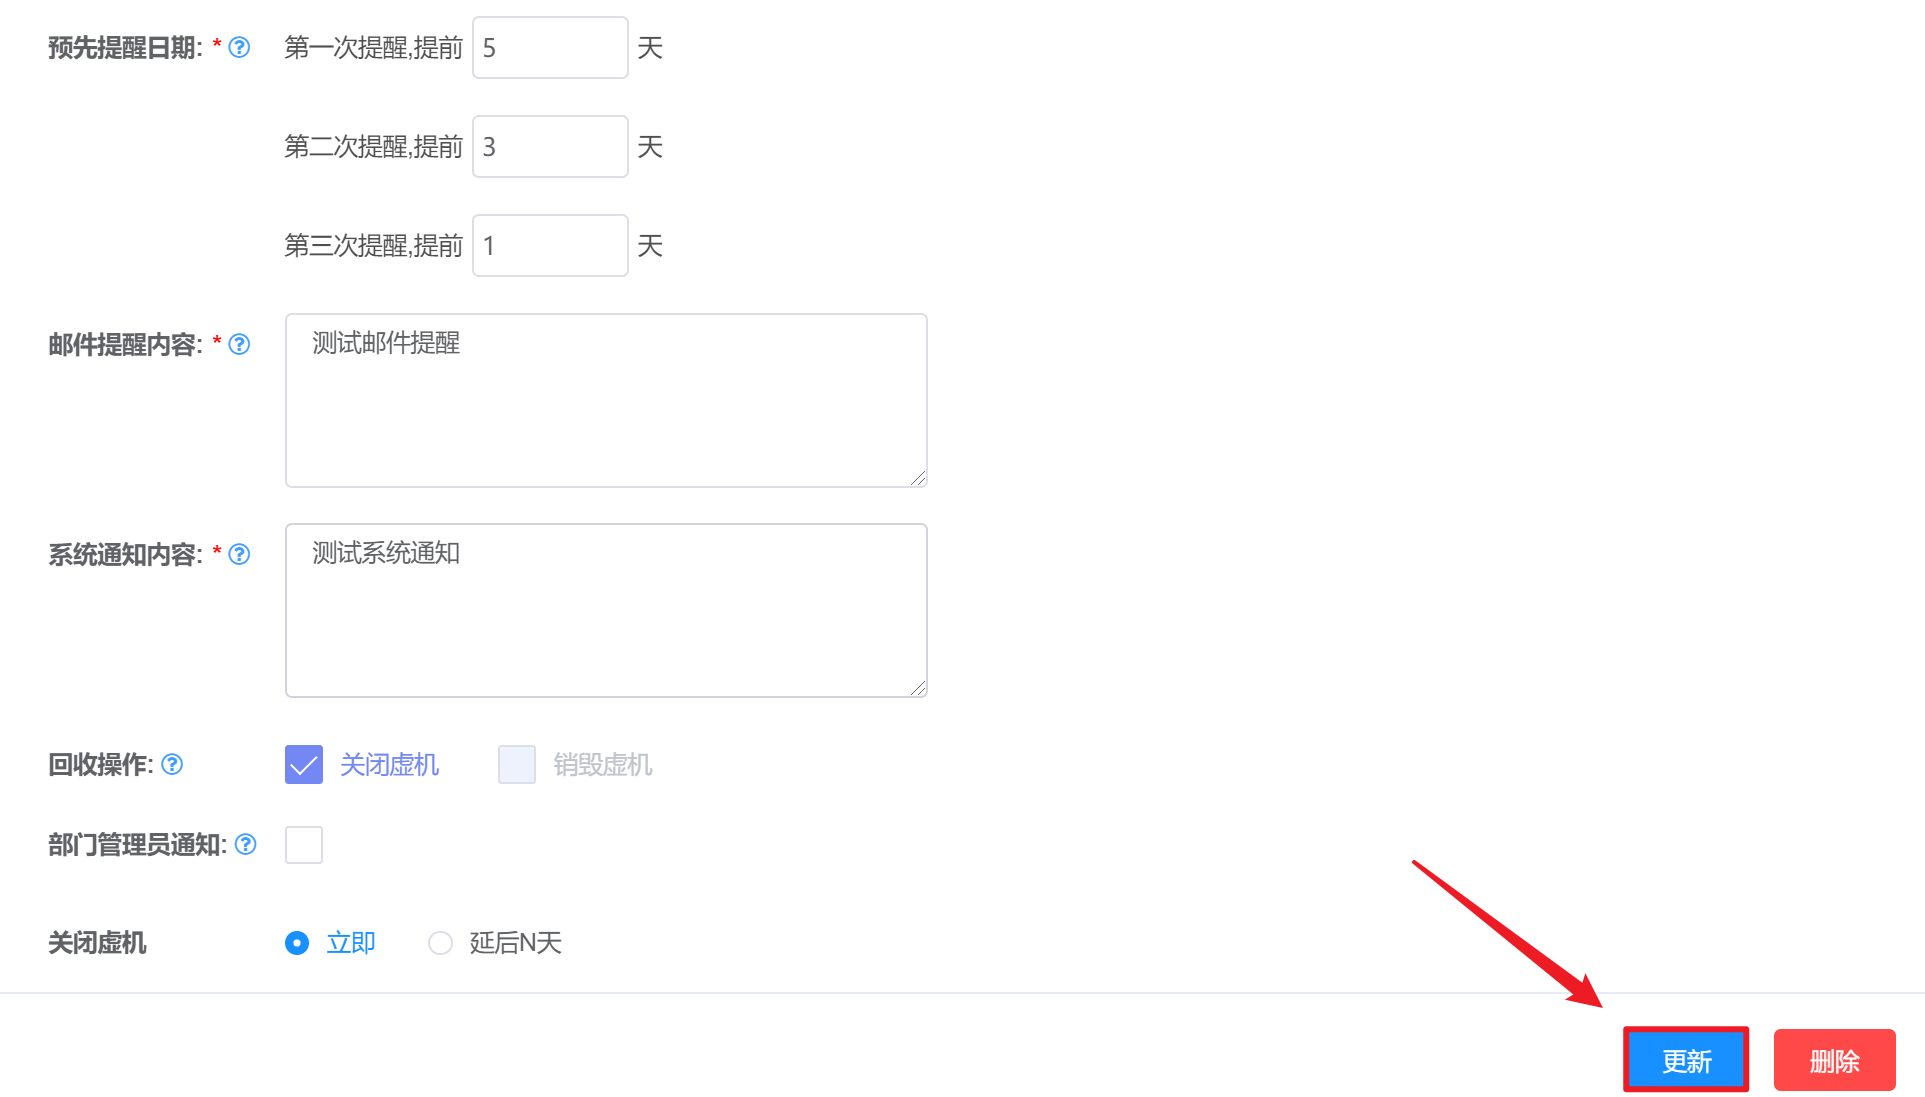 预先提醒日期: * ? 第一次提醒,提前 5 天
第二次提醒,提前 3 天
第三次提醒,提前 1 天
邮件提醒内容: * ? 测试邮件提醒
系统通知内容: * ? 测试系统通知
回收操作: ? 关闭虚机 销毁虚机
部门管理员通知: ?
关闭虚机 立即 延后N天
更新 删除